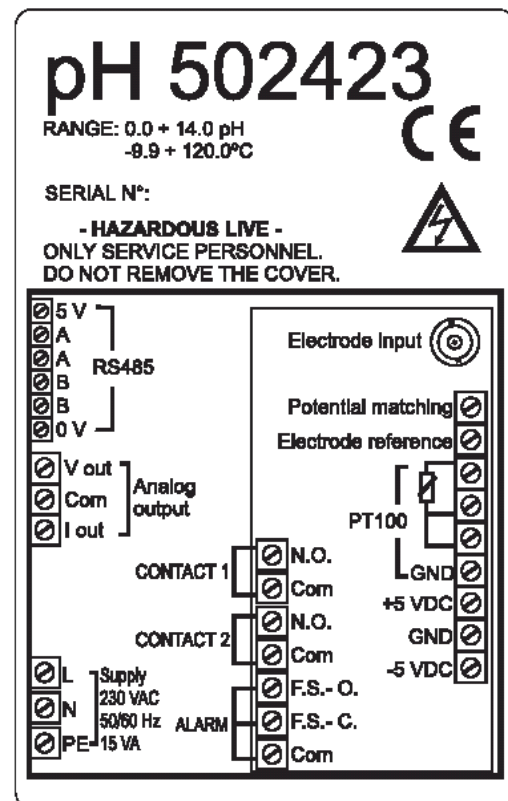 pH 502423
RANGE: 0.0 + 14.0 pH
-9.9 + 120.0ºC
CE
SERIAL Nº:
- HAZARDOUS LIVE -
ONLY SERVICE PERSONNEL.
DO NOT REMOVE THE COVER.
5 V
A
A
B
B
0 V
RS485
V out
Com
I out
Analog
output
L
N
PE
Supply
230 VAC
50/60 Hz
15 VA
CONTACT 1
N.O.
Com
CONTACT 2
N.O.
Com
ALARM
F.S.- O.
F.S.- C.
Com
Electrode input
Potential matching
Electrode reference
PT100
GND
+5 VDC
GND
-5 VDC